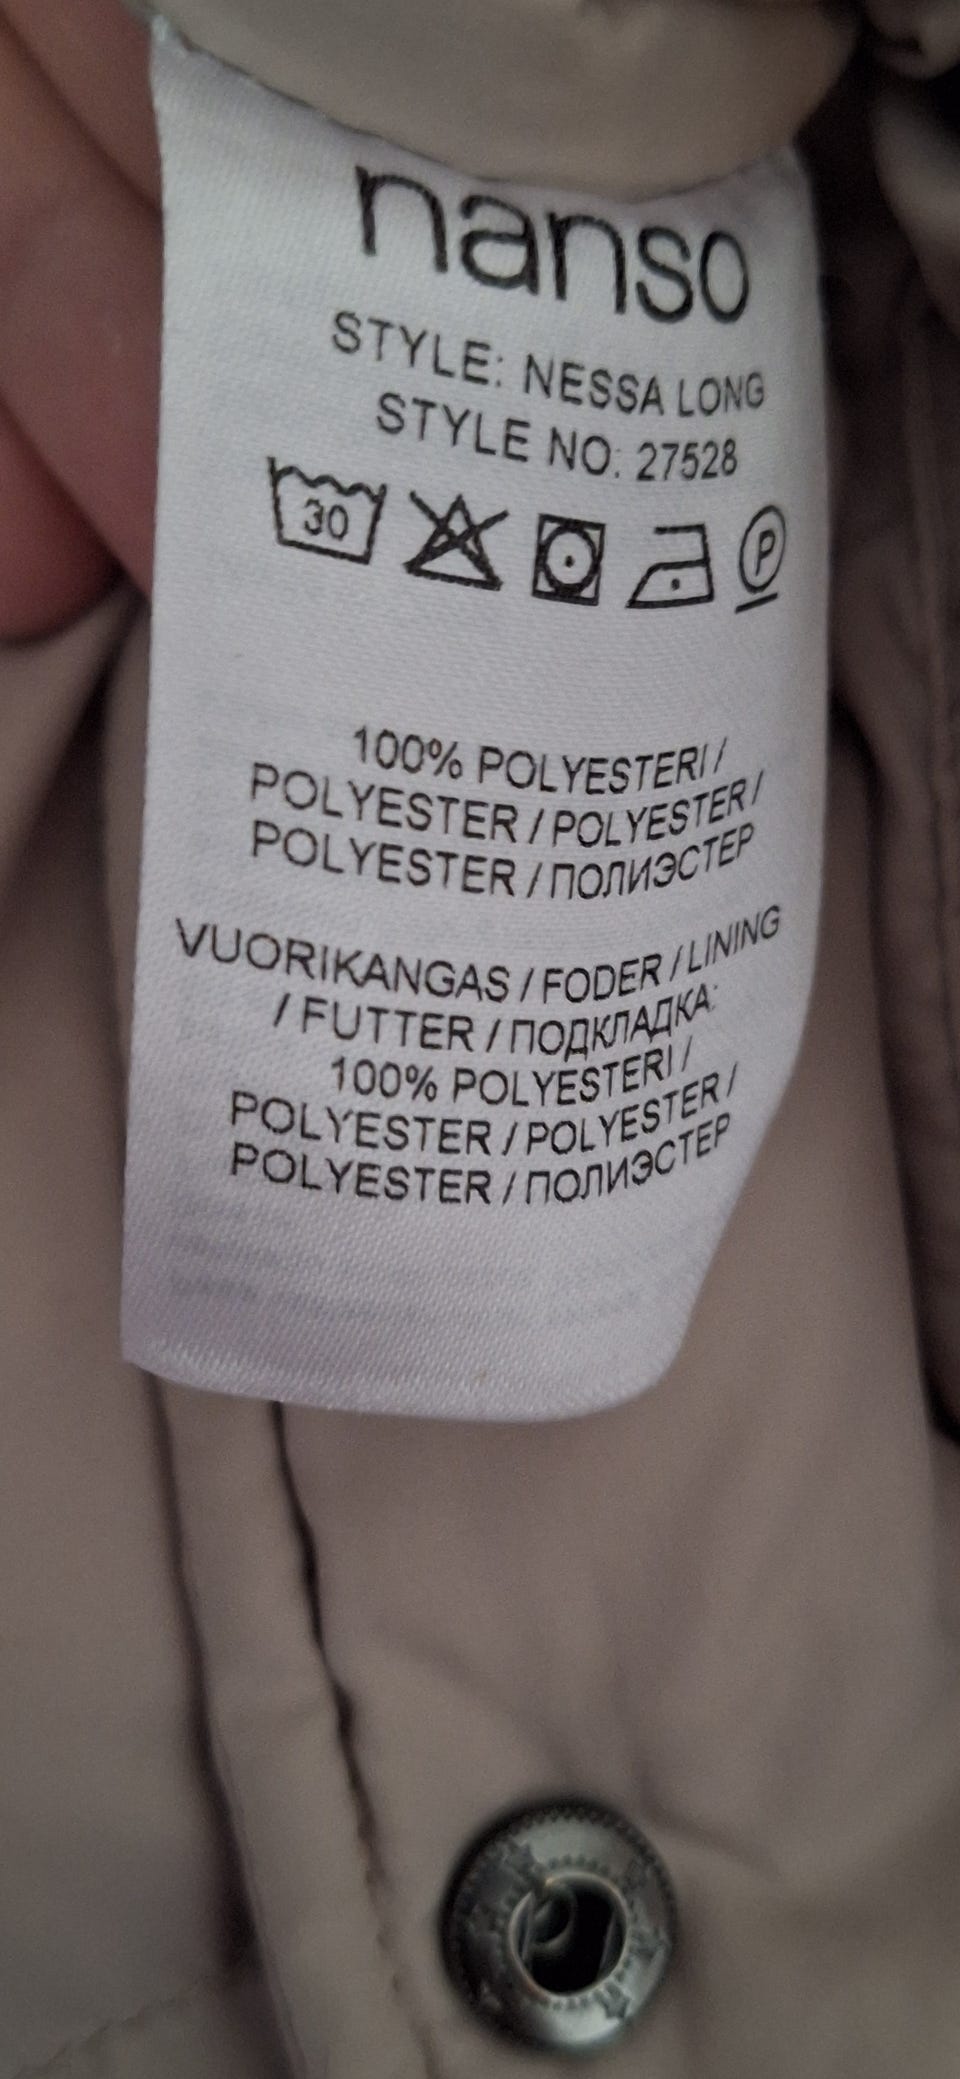 nanso
STYLE: NESSA LONG
STYLE NO: 27528
30 P
100% POLYESTERI /
POLYESTER / POLYESTER /
POLYESTER / ПОЛИЭСТЕР
VUORIKANGAS / FODER / LINING
/ FUTTER / ПОДКЛАДКА:
100% POLYESTERI /
POLYESTER / POLYESTER /
POLYESTER / ПОЛИЭСТЕР